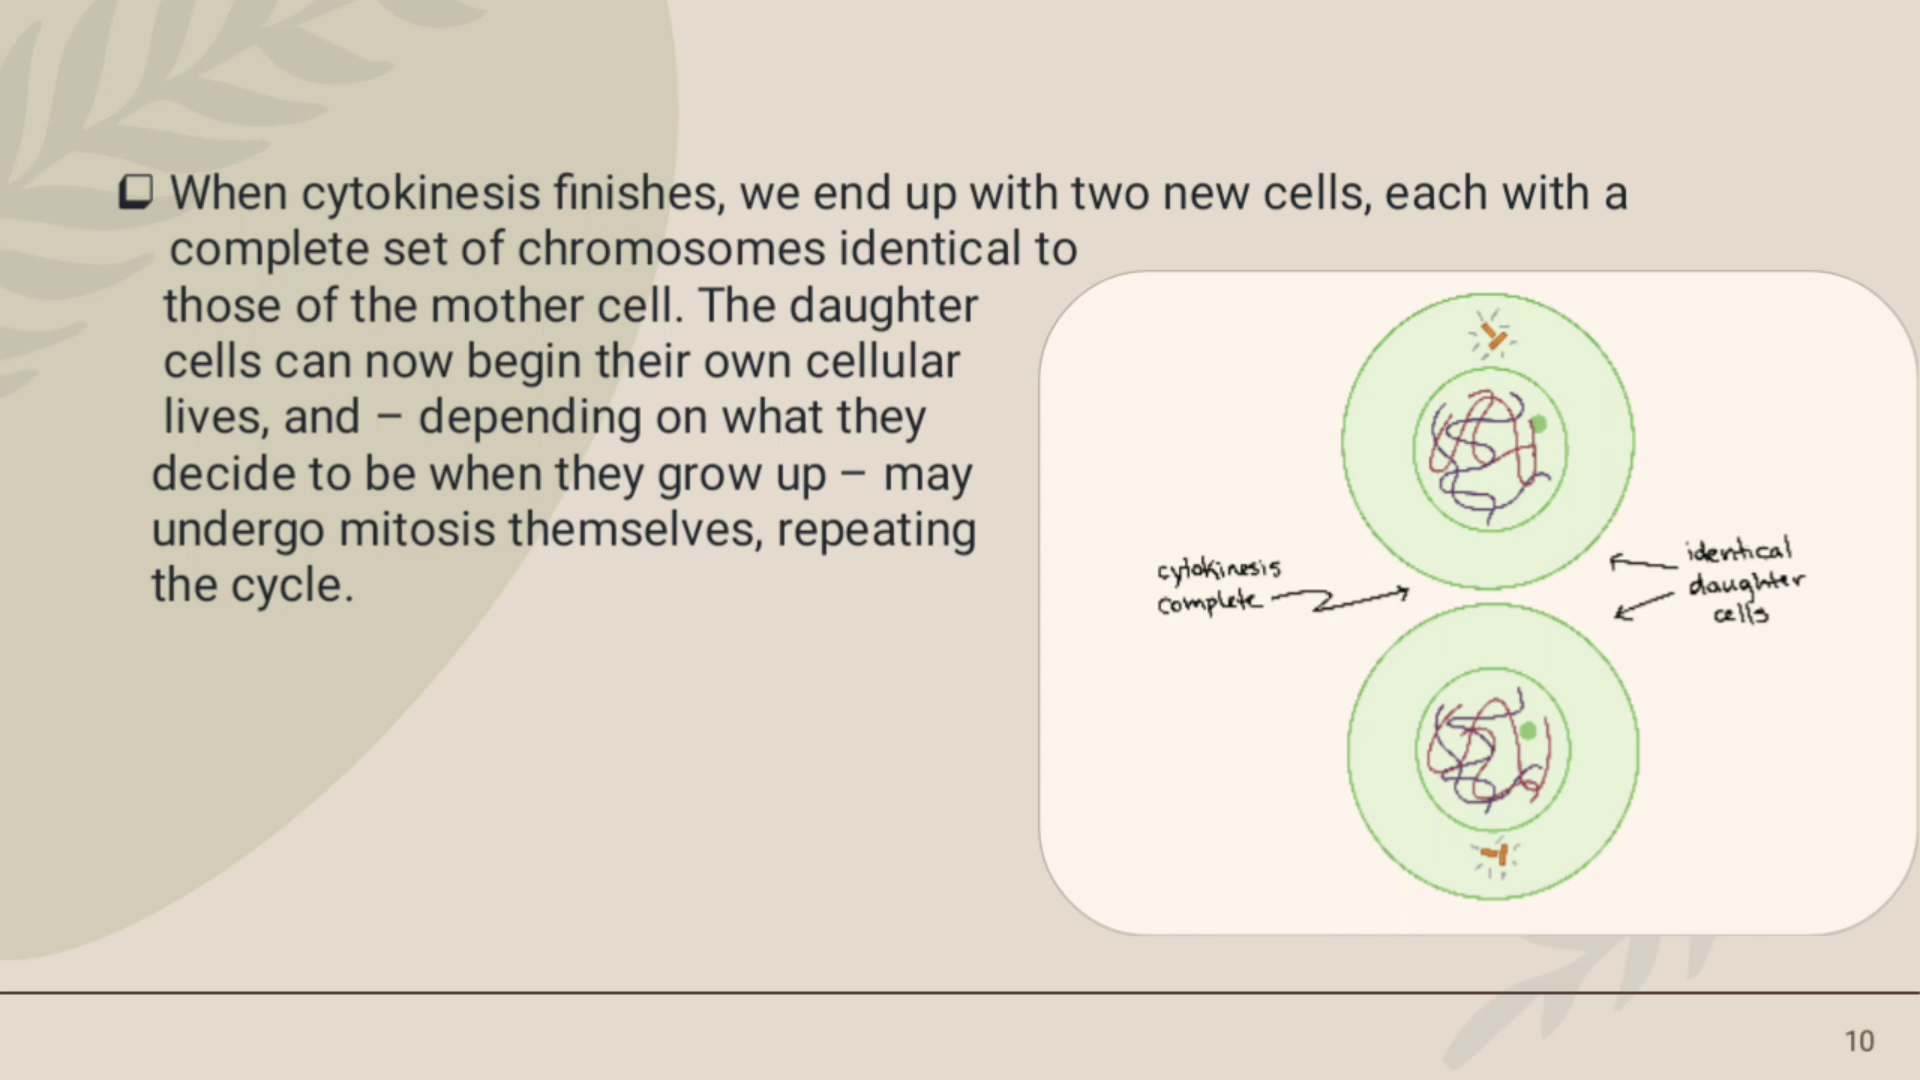 When cytokinesis finishes, we end up with two new cells, each with a
complete set of chromosomes identical to
those of the mother cell. The daughter
cells can now begin their own cellular
lives, and – depending on what they
decide to be when they grow up – may
undergo mitosis themselves, repeating
the cycle.
cytokinesis
complete
identical
daughter
cells
10